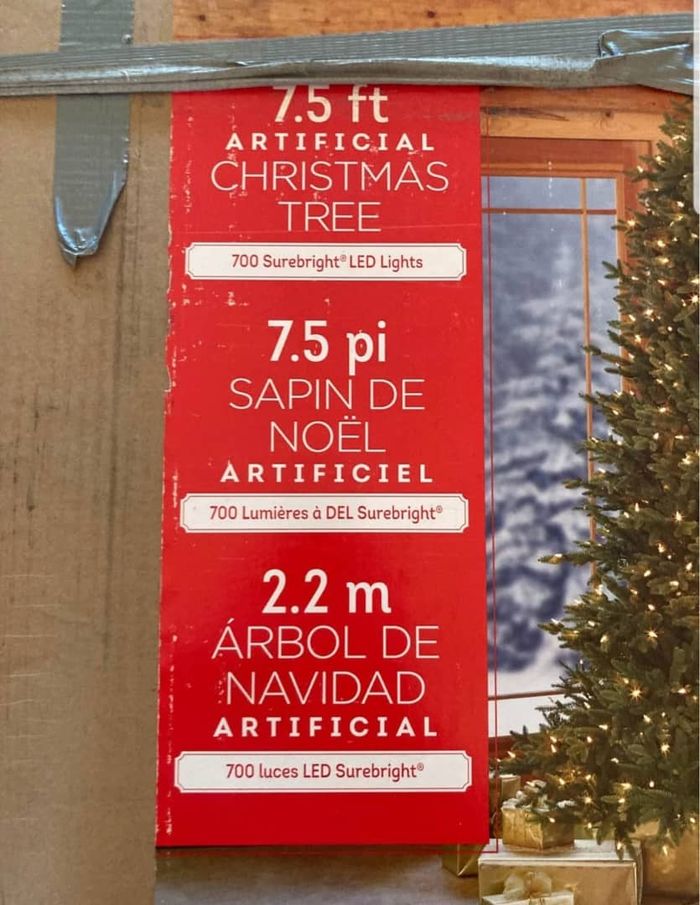 7.5 ft
ARTIFICIAL
CHRISTMAS
TREE
700 Surebright® LED Lights
7.5 pi
SAPIN DE
NOËL
ARTIFICIEL
700 Lumières à DEL Surebright®
2.2 m
ÁRBOL DE
NAVIDAD
ARTIFICIAL
700 luces LED Surebright®